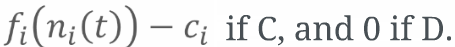 fᵢ(nᵢ(t)) − cᵢ if C, and 0 if D.